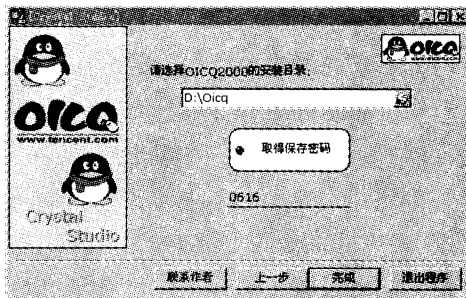 OICQ
请选择OICQ2000的安装目录:
D:\Oicq
OICQ
www.tencent.com
取得保存密码
0516
Crystal
Studio
联系作者 上一步 完成 退出程序